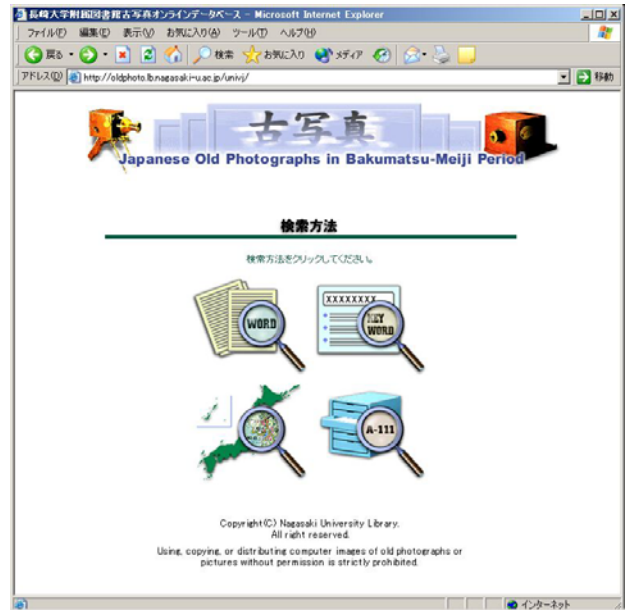 長崎大学附属図書館古写真オンラインデータベース - Microsoft Internet Explorer
ファイル(F) 編集(E) 表示(V) お気に入り(A) ツール(T) ヘルプ(H)
戻る 検索 お気に入り メディア
アドレス(D) http://oldphoto.lb.nagasaki-u.ac.jp/univj/ 移動
古写真
Japanese Old Photographs in Bakumatsu-Meiji Period
検索方法
検索方法をクリックしてください。
WORD
XXXXXXXX
KEY
WORD
A-111
Copyright(C) Nagasaki University Library.
All right reserved.
Using, copying, or distributing computer images of old photographs or
pictures without permission is strictly prohibited.
インターネット